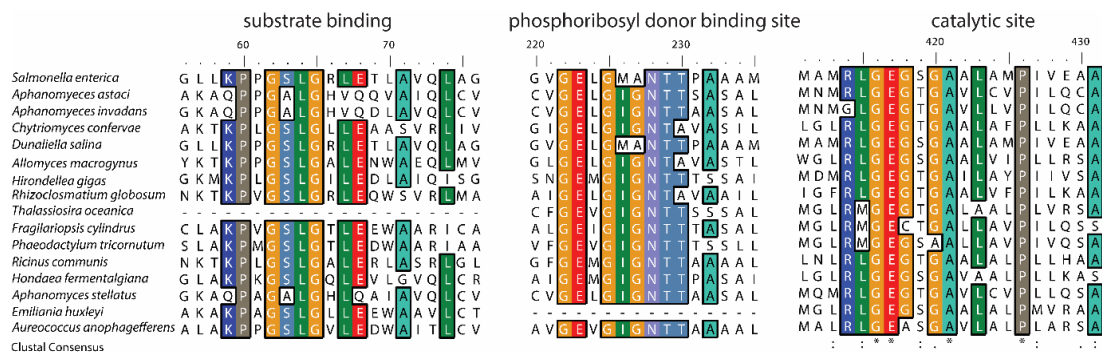 substrate binding phosphoribosyl donor binding site catalytic site
60 70 220 230 420 430
Salmonella enterica G L L K P P G S L G R L E T L A V Q L A G G V G E L G M A N T T P A A A M M A M R L G E G S G A A L A M P I V E A A
Aphanomyces astaci A K A Q P P G A L G H V Q Q V A I Q L C V C A G E L G I G N T T S A S A L M N M R L G E G T G A A L C I P I L Q C A
Aphanomyces invadans G K A Q P P G A L G H V Q D L A V Q L C V C V G E L G I G N T T S A S A L M N M G L G E G T G A A L V L P I L Q C A
Chytriomyces confervae A K T K P L G S L G L L E A A S V R L I V G I G E M G I G N T A V A S I L L G L R L G E G T G A A L A F P L L K A A
Dunaliella salina G L L K P P G S L G R L E T L A V Q L A G G V G E L G M A N T T P A A A M M A M R L G E G S G A A L A M P I V E A A
Allomyces macrogynus Y K T K P P G S L G A L E N W A E Q L M V G L G E L G I G N T A V A S T L W G L R L G E G S G A A L V I P L L R S A
Hirondellea gigas G K M K P L G S L G I L E D L A I Q I S G S N G E M G I G N T T T S S A I M D M R L G E G T G A I L A Y P I I V S A
Rhizoclosmatium globosum N K T K P V G S L G R L E Q W S V R L M A C I G E L G I G N T A V A A A I I G F R L G E G T G A A L V F P I L K A A
Thalassiosira oceanica - - - - - - - - - - - - - - - - - - - - - C F G E V G I G N T T S S S A L M G L R M G E G T G A L A A L P L V R S A
Fragilariopsis cylindrus C L A K P V G S L G T L E E W A A R I C A A I G E V G I G N T T T A S A L M G L R M G E C T G A A L L A P L L R S A
Phaeodactylum tricornutum S L A K P M G S L G T L E D W A A R I A A V F G E V G I G N T T T S S L L M G L R M G E G S A A L L A V P I V Q S A
Ricinus communis N K T K P L G S L G R L E D L A S R L G L G F G E M G I G N T T A A S A L L N L R L G E G T G A A L A F P L L K S A
Hondaea fermentalgiana G L A K P K G S L G Q L E V L G V Q L C R A I G E M G I G N T T P A S A L L G L R L G E G S G A V A A L P L L K A S
Aphanomyces stellatus G K A Q P A G A L G H L Q A I A V Q L C V C V G E L G I G N T T S A S A L M Q M R L G E G T G A V L C V P I L Q A A
Emiliania huxleyi A K T K P L G S L G L L E E W A V K L C T - - - - - - - - - - - - - - - - M G L R L G E G T G A V L A L P M V R A A
Aureococcus anophagefferens A L A K P L G G L G V L E D W A I T L C V A V G E V G I G N T T A A A A L M A L R L G E A S G A V L A L P I V R S A
Clustal Consensus : : * * : * : * : :